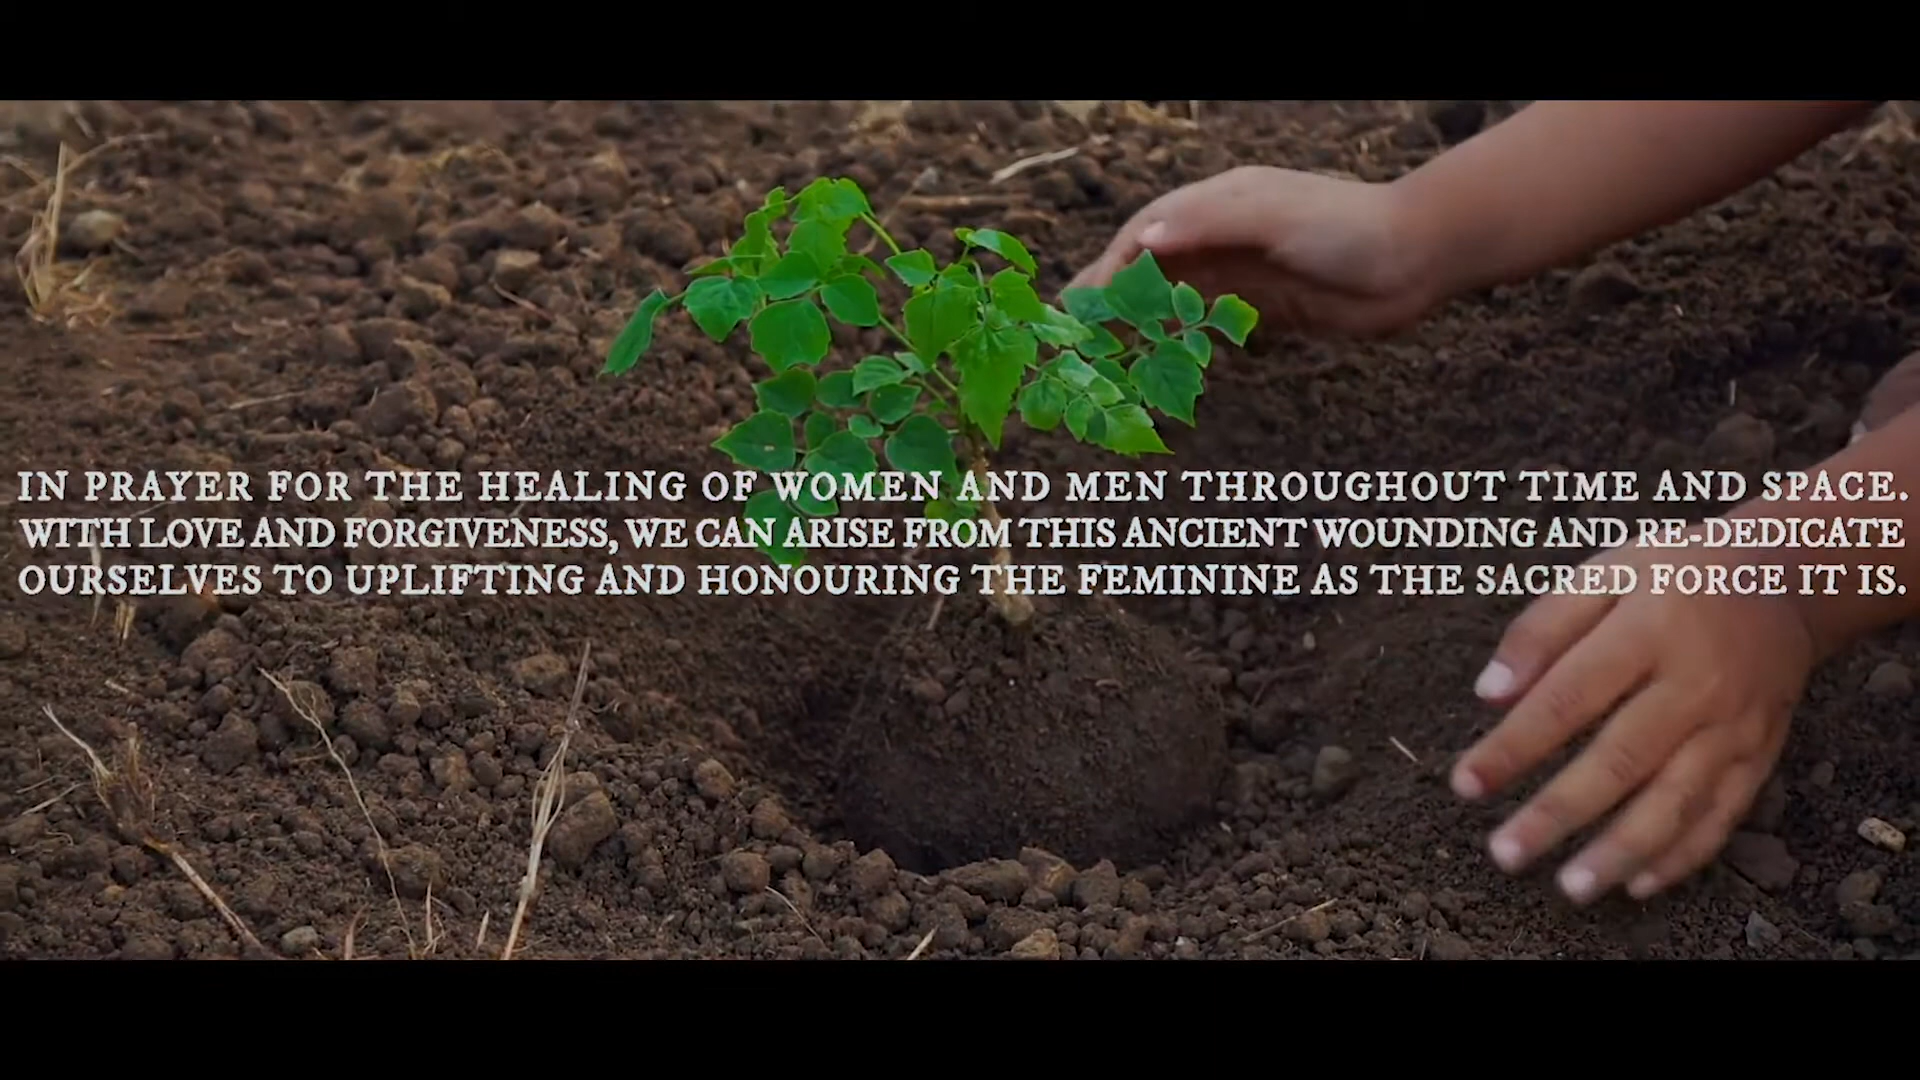 IN PRAYER FOR THE HEALING OF WOMEN AND MEN THROUGHOUT TIME AND SPACE.
WITH LOVE AND FORGIVENESS, WE CAN ARISE FROM THIS ANCIENT WOUNDING AND RE-DEDICATE
OURSELVES TO UPLIFTING AND HONOURING THE FEMININE AS THE SACRED FORCE IT IS.